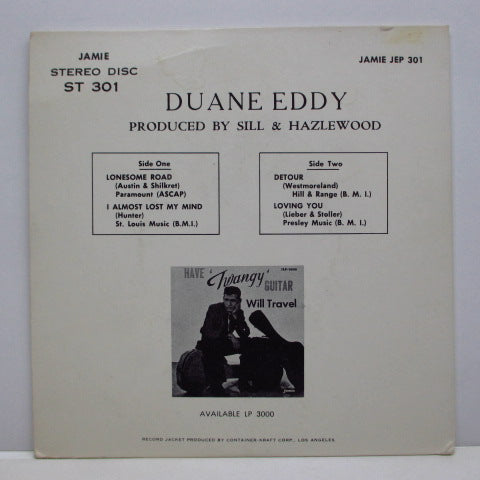 JAMIE
STEREO DISC
ST 301
JAMIE JEP 301
DUANE EDDY
PRODUCED BY SILL & HAZLEWOOD
Side One
LONESOME ROAD
(Austin & Shilkret)
Paramount (ASCAP)
I ALMOST LOST MY MIND
(Hunter)
St. Louis Music (B.M.I.)
Side Two
DETOUR
(Westmoreland)
Hill & Range (B. M. I.)
LOVING YOU
(Lieber & Stoller)
Presley Music (B. M. I.)
HAVE 'Twangy' GUITAR
Will Travel
Jamie
AVAILABLE LP 3000
RECORD JACKET PRODUCED BY CONTAINER-KRAFT CORP., LOS ANGELES